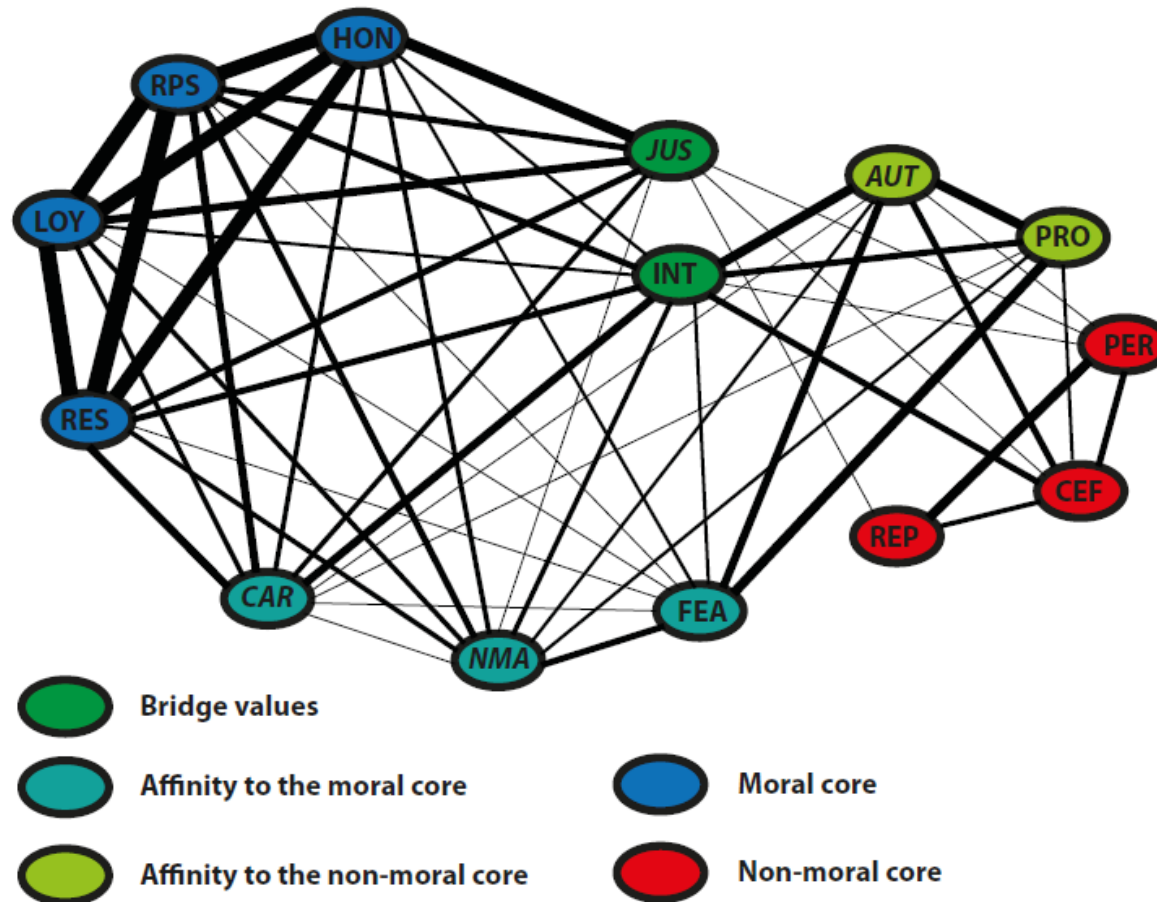 HON
RPS
JUS
AUT
LOY
PRO
INT
PER
RES
CEF
REP
CAR
FEA
NMA
Bridge values
Affinity to the moral core
Moral core
Affinity to the non-moral core
Non-moral core